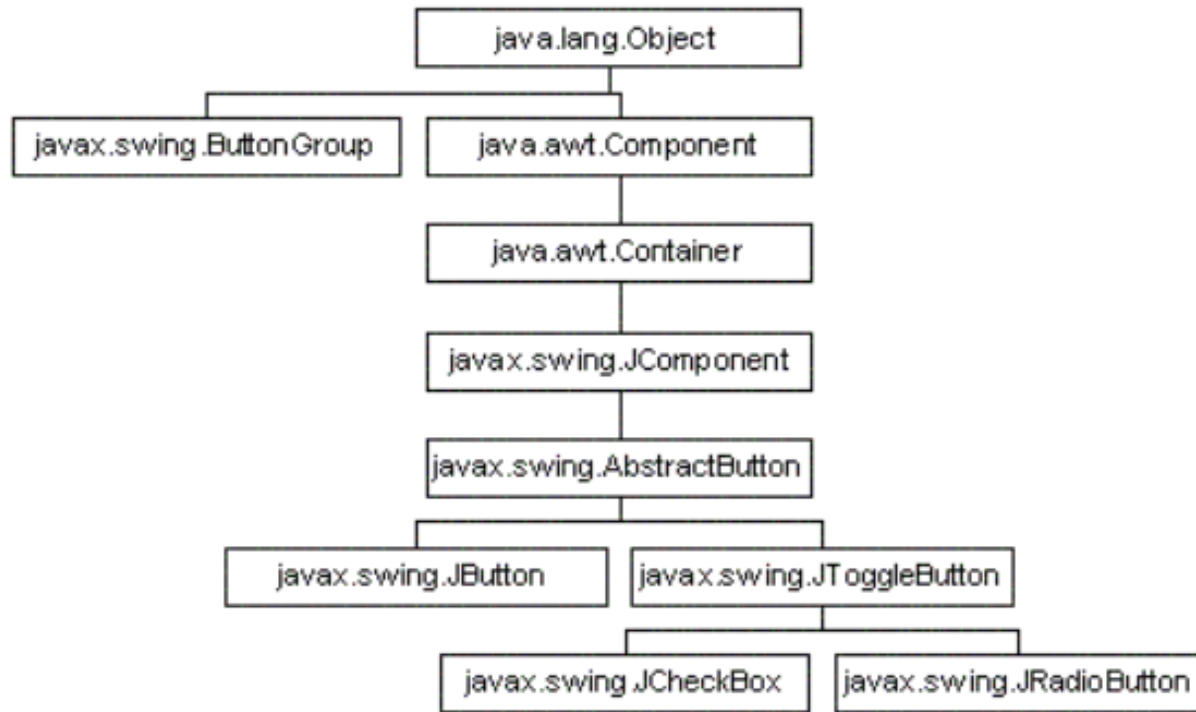 java.lang.Object
javax.swing.ButtonGroup
java.awt.Component
java.awt.Container
javax.swing.JComponent
javax.swing.AbstractButton
javax.swing.JButton
javax.swing.JToggleButton
javax.swing.JCheckBox
javax.swing.JRadioButton